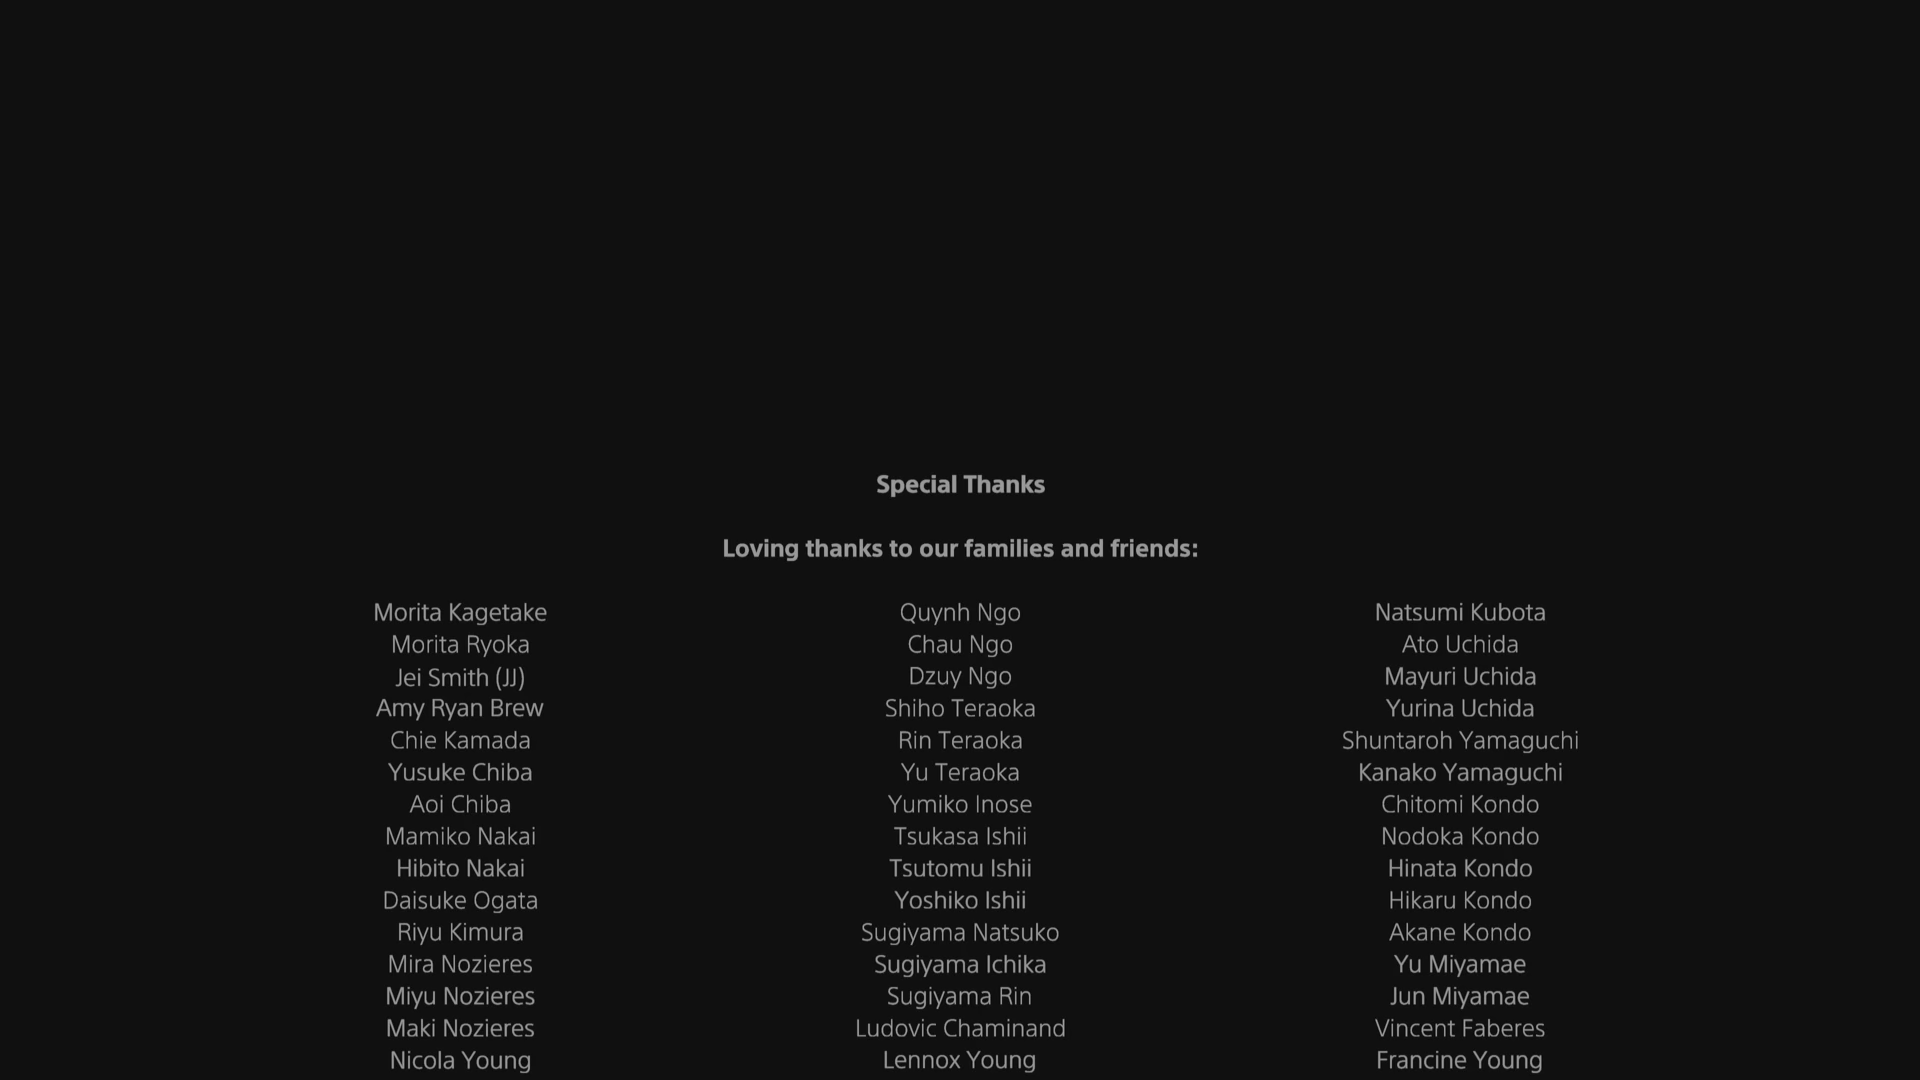 Special Thanks
Loving thanks to our families and friends:
Morita Kagetake Quynh Ngo Natsumi Kubota
Morita Ryoka Chau Ngo Ato Uchida
Jei Smith (JJ) Dzuy Ngo Mayuri Uchida
Amy Ryan Brew Shiho Teraoka Yurina Uchida
Chie Kamada Rin Teraoka Shuntaroh Yamaguchi
Yusuke Chiba Yu Teraoka Kanako Yamaguchi
Aoi Chiba Yumiko Inose Chitomi Kondo
Mamiko Nakai Tsukasa Ishii Nodoka Kondo
Hibito Nakai Tsutomu Ishii Hinata Kondo
Daisuke Ogata Yoshiko Ishii Hikaru Kondo
Riyu Kimura Sugiyama Natsuko Akane Kondo
Mira Nozieres Sugiyama Ichika Yu Miyamae
Miyu Nozieres Sugiyama Rin Jun Miyamae
Maki Nozieres Ludovic Chaminand Vincent Faberes
Nicola Young Lennox Young Francine Young